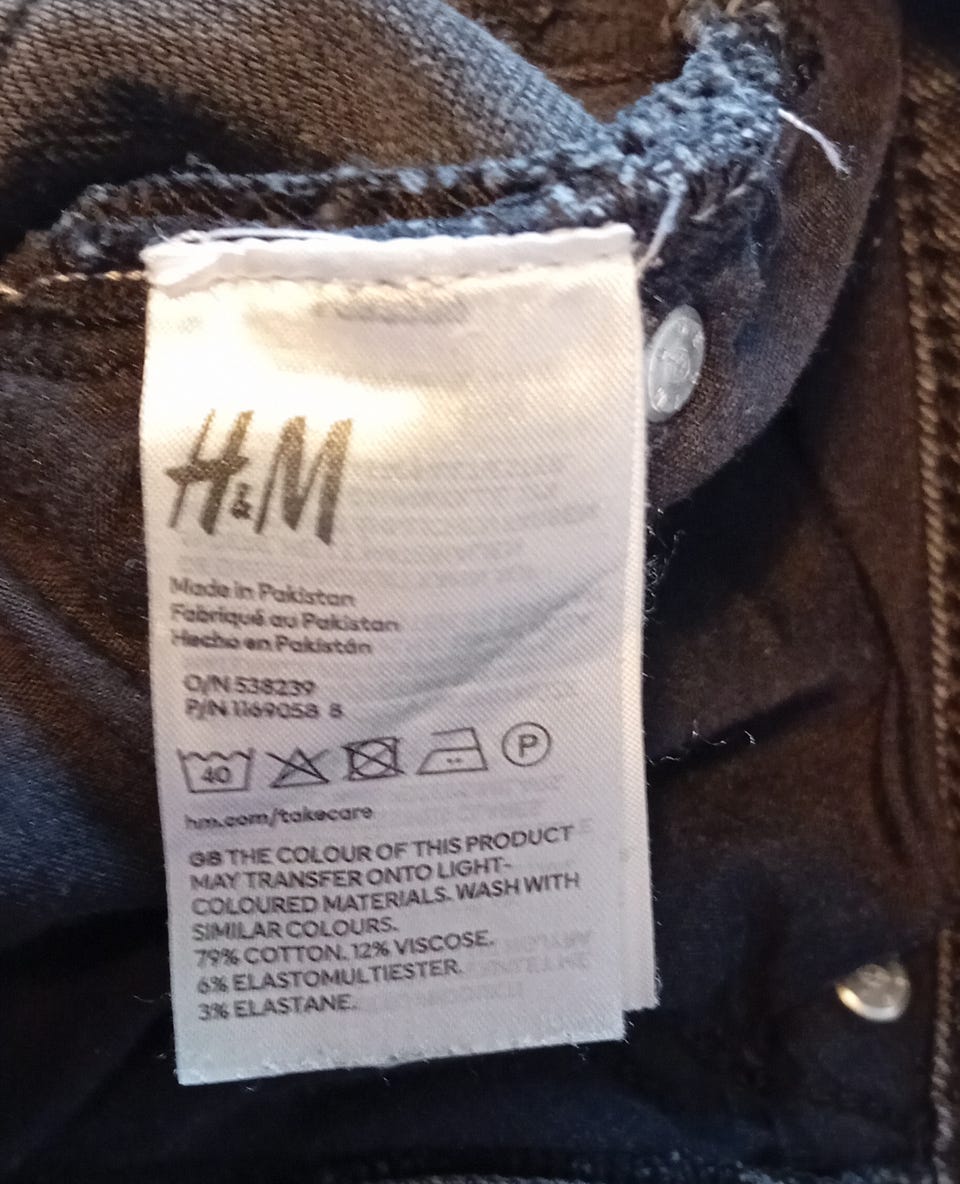 H&M
Made in Pakistan
Fabriqué au Pakistan
Hecho en Pakistán
O/N 538239
P/N 1169058 8
40
P
hm.com/takecare
GB THE COLOUR OF THIS PRODUCT
MAY TRANSFER ONTO LIGHT-
COLOURED MATERIALS. WASH WITH
SIMILAR COLOURS.
79% COTTON. 12% VISCOSE.
6% ELASTOMULTIESTER.
3% ELASTANE.